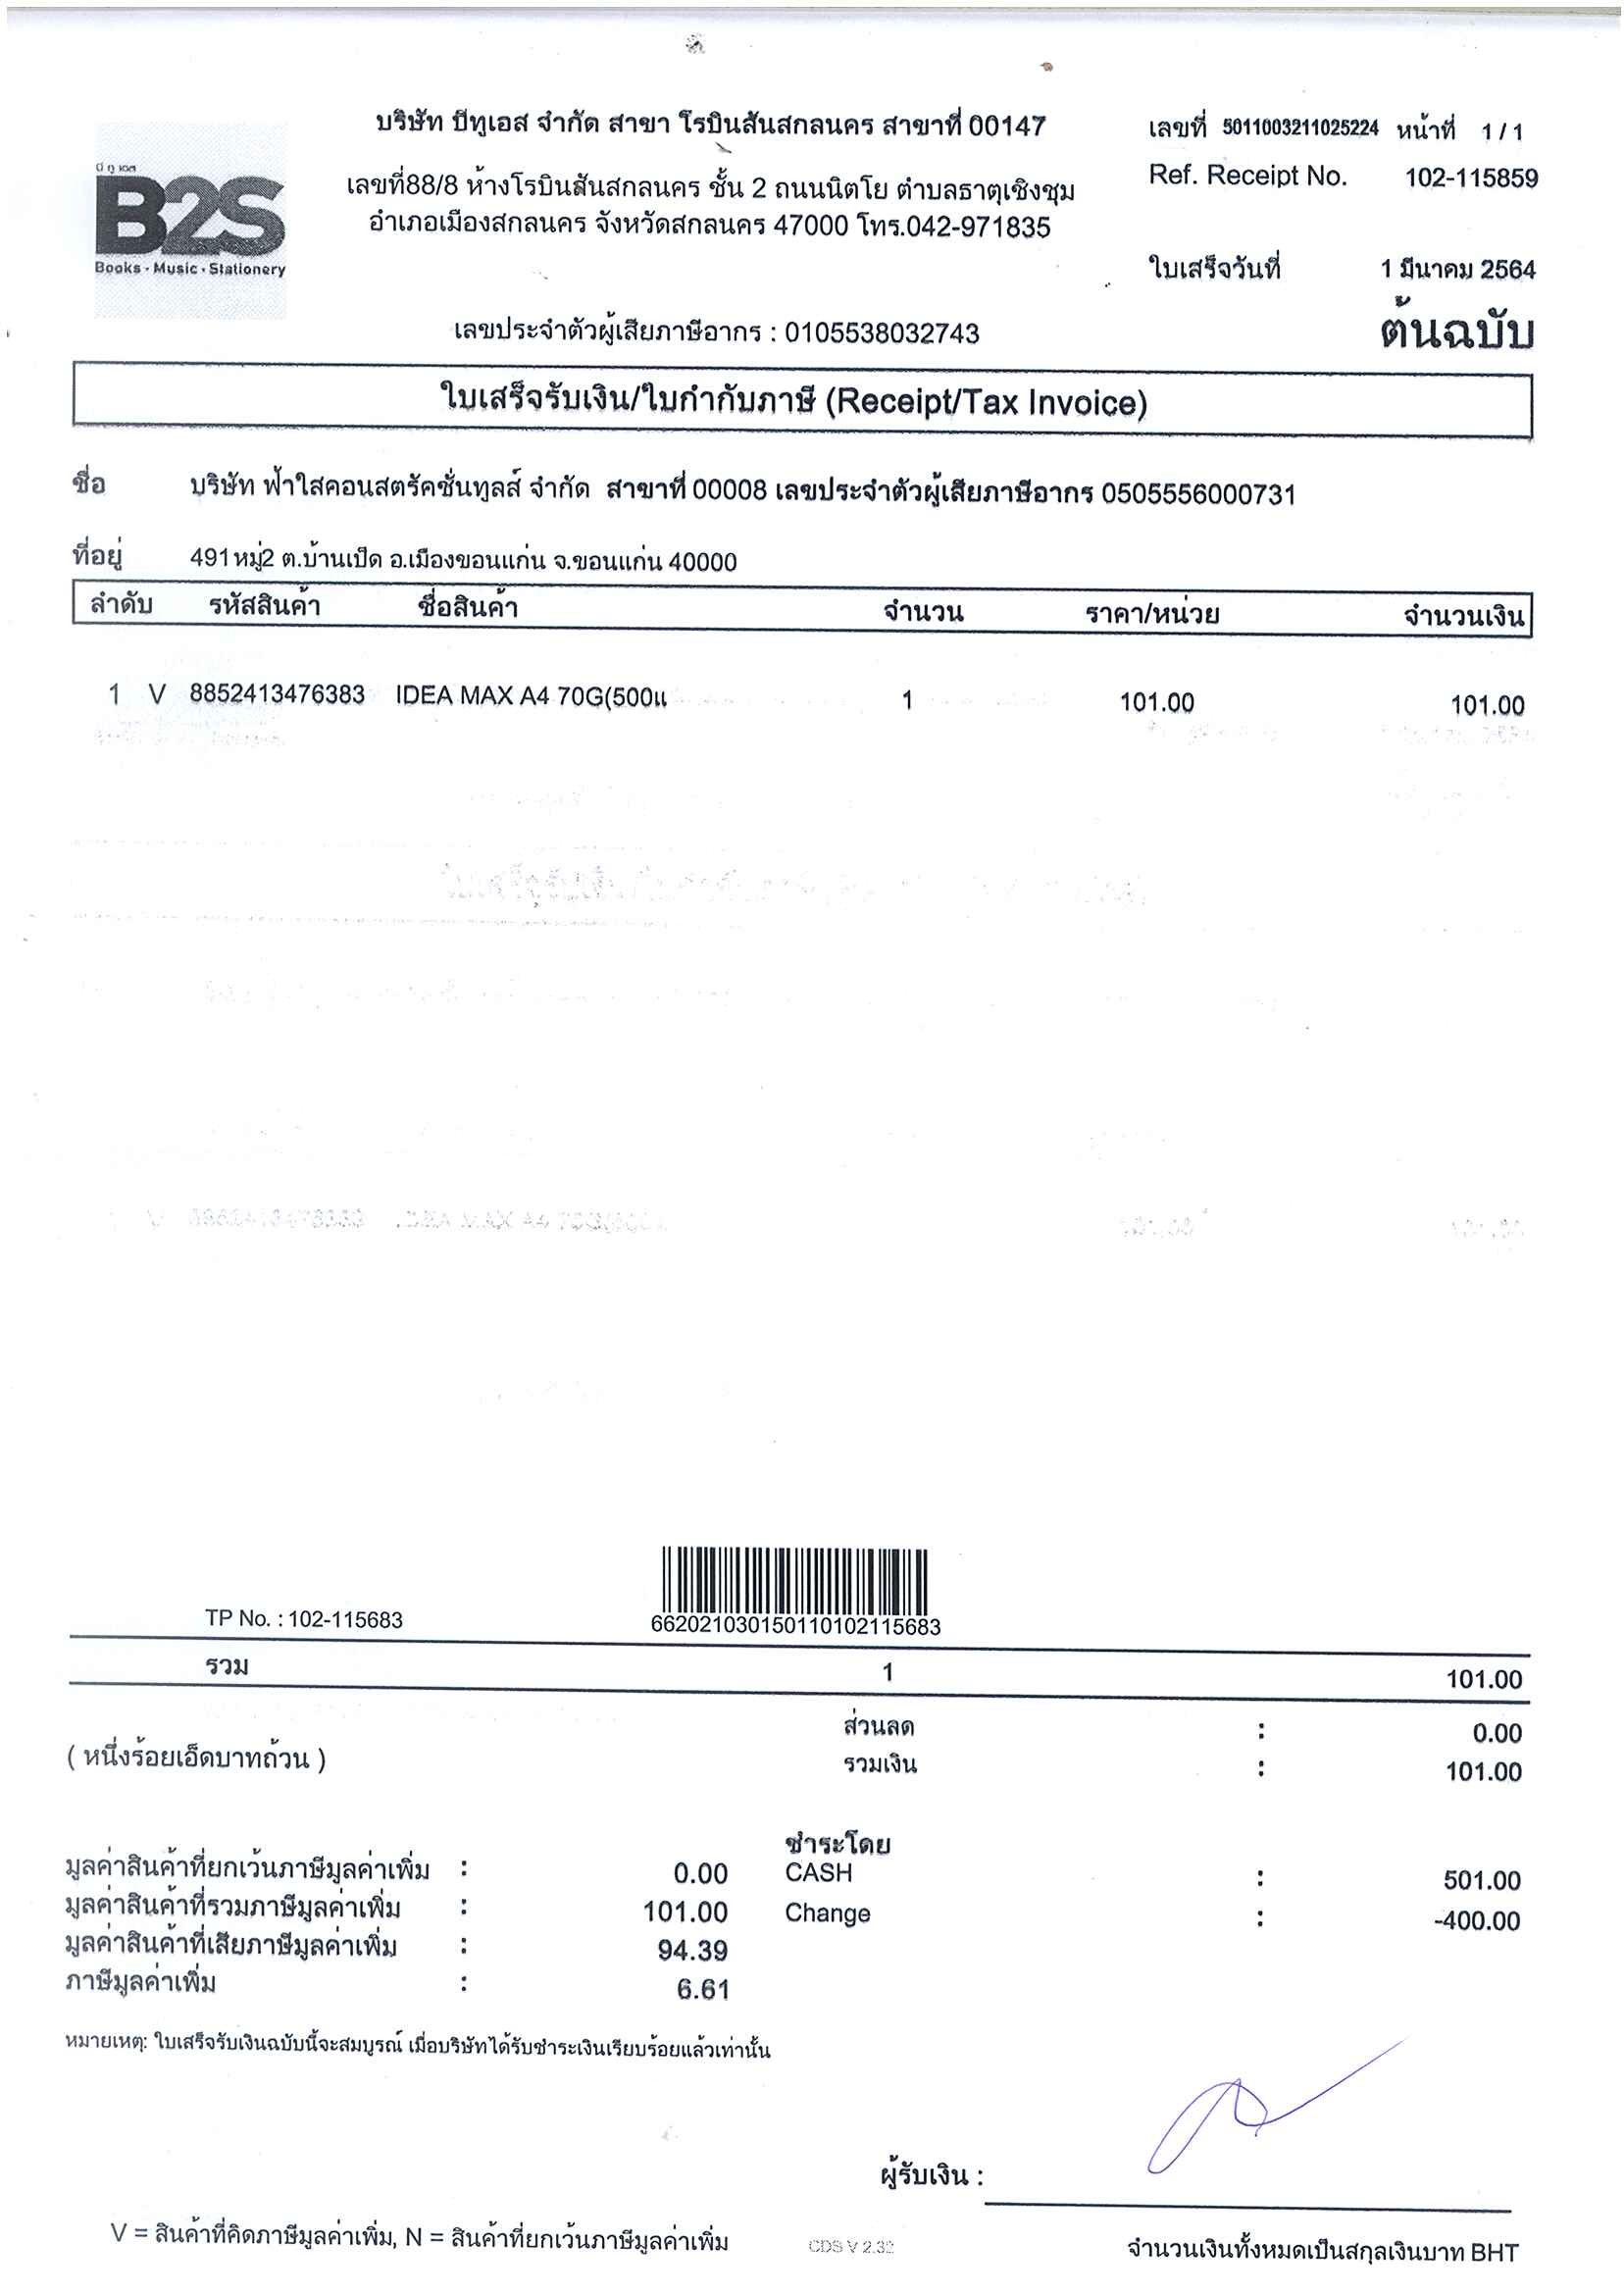 บริษัท บีทูเอส จำกัด สาขา โรบินสันสกลนคร สาขาที่ 00147
เลขที่ 5011003211025224 หน้าที่ 1 / 1
บี ทู เอส
B2S
Books · Music · Stationery
เลขที่88/8 ห้างโรบินสันสกลนคร ชั้น 2 ถนนนิตโย ตำบลธาตุเชิงชุม
Ref. Receipt No. 102-115859
อำเภอเมืองสกลนคร จังหวัดสกลนคร 47000 โทร.042-971835
ใบเสร็จวันที่ 1 มีนาคม 2564
ต้นฉบับ
เลขประจำตัวผู้เสียภาษีอากร : 0105538032743
ใบเสร็จรับเงิน/ใบกำกับภาษี (Receipt/Tax Invoice)
ชื่อ บริษัท ฟ้าใสคอนสตรัคชั่นทูลส์ จำกัด สาขาที่ 00008 เลขประจำตัวผู้เสียภาษีอากร 0505556000731
ที่อยู่ 491หมู่2 ต.บ้านเป็ด อ.เมืองขอนแก่น จ.ขอนแก่น 40000
ลำดับ รหัสสินค้า ชื่อสินค้า จำนวน ราคา/หน่วย จำนวนเงิน
1 V 8852413476383 IDEA MAX A4 70G(500แ 1 101.00 101.00
TP No. : 102-115683
66202103015011010211​5683
รวม 1 101.00
ส่วนลด : 0.00
( หนึ่งร้อยเอ็ดบาทถ้วน )
รวมเงิน : 101.00
ชำระโดย
มูลค่าสินค้าที่ยกเว้นภาษีมูลค่าเพิ่ม : 0.00 CASH : 501.00
มูลค่าสินค้าที่รวมภาษีมูลค่าเพิ่ม : 101.00 Change : -400.00
มูลค่าสินค้าที่เสียภาษีมูลค่าเพิ่ม : 94.39
ภาษีมูลค่าเพิ่ม : 6.61
หมายเหตุ: ใบเสร็จรับเงินฉบับนี้จะสมบูรณ์ เมื่อบริษัทได้รับชำระเงินเรียบร้อยแล้วเท่านั้น
ผู้รับเงิน :
V = สินค้าที่คิดภาษีมูลค่าเพิ่ม, N = สินค้าที่ยกเว้นภาษีมูลค่าเพิ่ม
CDS V 2.32
จำนวนเงินทั้งหมดเป็นสกุลเงินบาท BHT